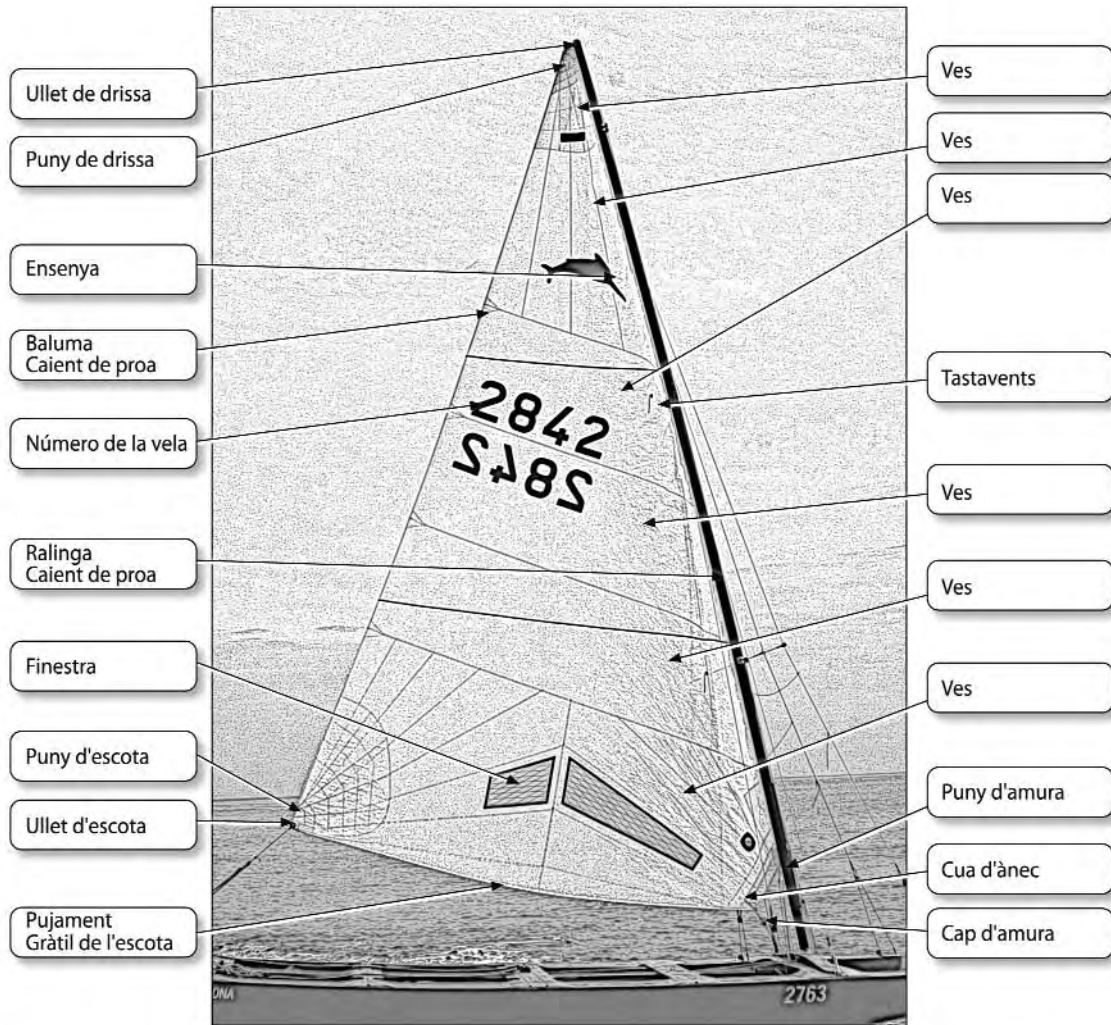 Ullet de drissa
Puny de drissa
Ensenya
Baluma
Caient de proa
Número de la vela
Ralinga
Caient de proa
Finestra
Puny d'escota
Ullet d'escota
Pujament
Gràtil de l'escota
2842
2842
ONA
2763
Ves
Ves
Ves
Tastavents
Ves
Ves
Ves
Puny d'amura
Cua d'ànec
Cap d'amura